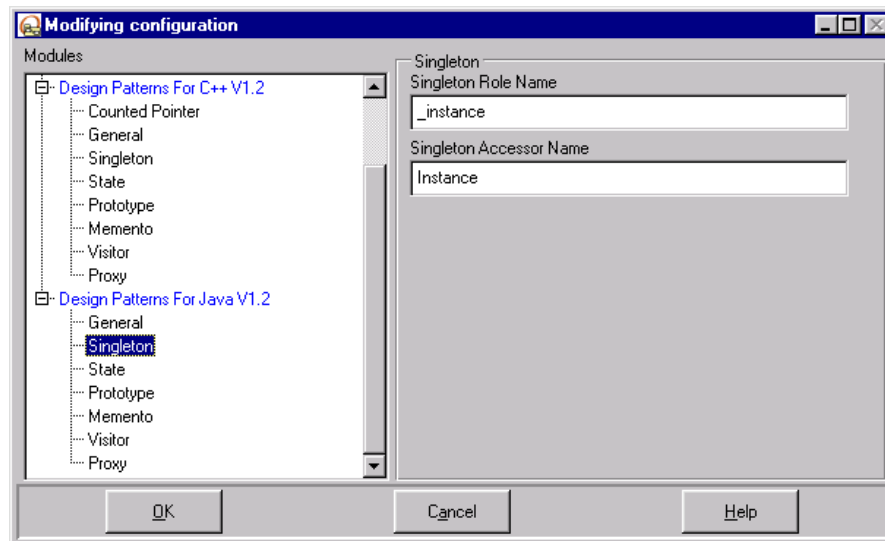 Modifying configuration
Modules
Design Patterns For C++ V1.2
Counted Pointer
General
Singleton
State
Prototype
Memento
Visitor
Proxy
Design Patterns For Java V1.2
General
Singleton
State
Prototype
Memento
Visitor
Proxy
Singleton
Singleton Role Name
_instance
Singleton Accessor Name
Instance
OK
Cancel
Help